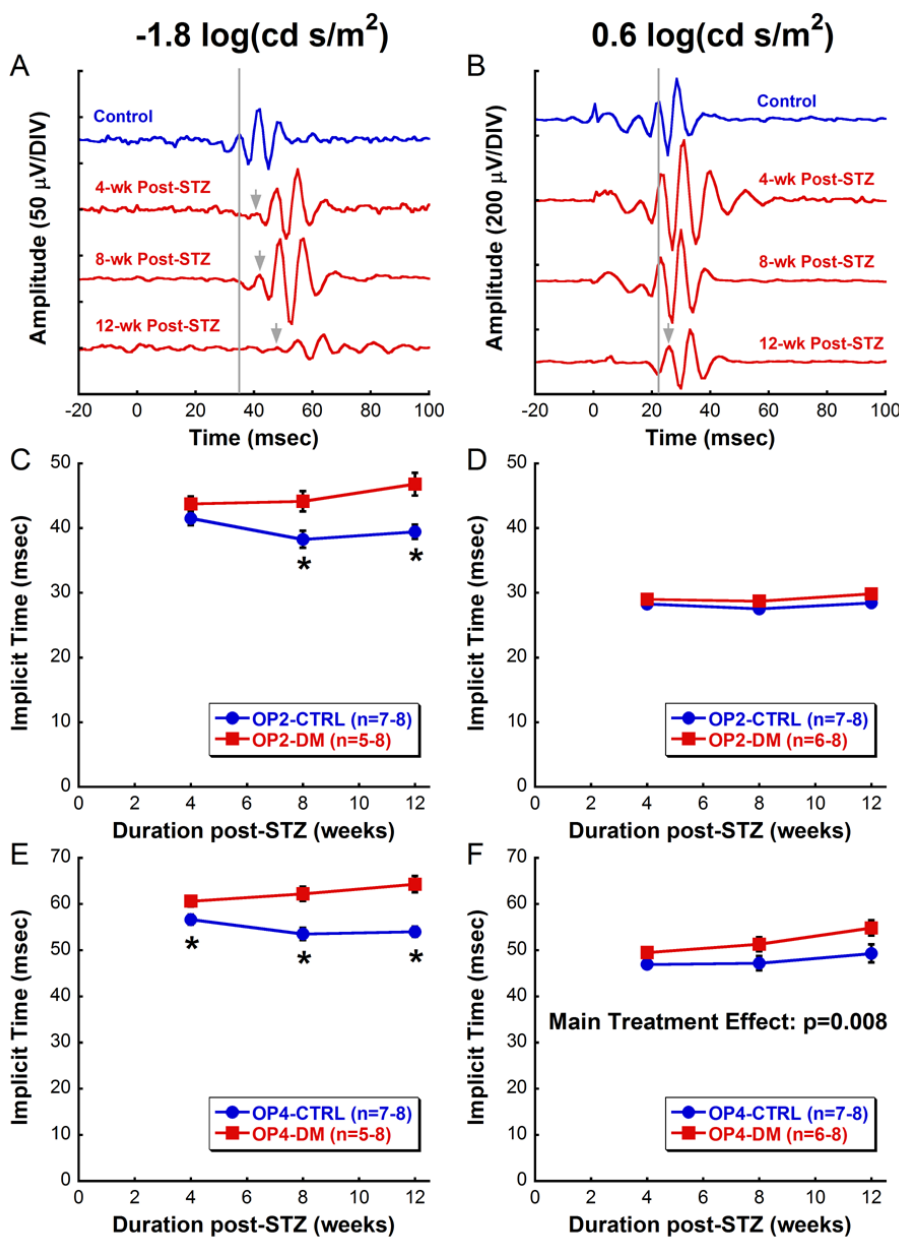 -1.8 log(cd s/m²) 0.6 log(cd s/m²)
A
Amplitude (50 µV/DIV)
Control
4-wk Post-STZ
8-wk Post-STZ
12-wk Post-STZ
-20 0 20 40 60 80 100
Time (msec)
B
Amplitude (200 µV/DIV)
Control
4-wk Post-STZ
8-wk Post-STZ
12-wk Post-STZ
-20 0 20 40 60 80 100
Time (msec)
C
Implicit Time (msec)
50
40
30
20
10
0
* *
OP2-CTRL (n=7-8)
OP2-DM (n=5-8)
0 2 4 6 8 10 12
Duration post-STZ (weeks)
D
Implicit Time (msec)
50
40
30
20
10
0
OP2-CTRL (n=7-8)
OP2-DM (n=6-8)
0 2 4 6 8 10 12
Duration post-STZ (weeks)
E
Implicit Time (msec)
70
60
50
40
30
20
10
0
* * *
OP4-CTRL (n=7-8)
OP4-DM (n=5-8)
0 2 4 6 8 10 12
Duration post-STZ (weeks)
F
Implicit Time (msec)
70
60
50
40
30
20
10
0
Main Treatment Effect: p=0.008
OP4-CTRL (n=7-8)
OP4-DM (n=6-8)
0 2 4 6 8 10 12
Duration post-STZ (weeks)